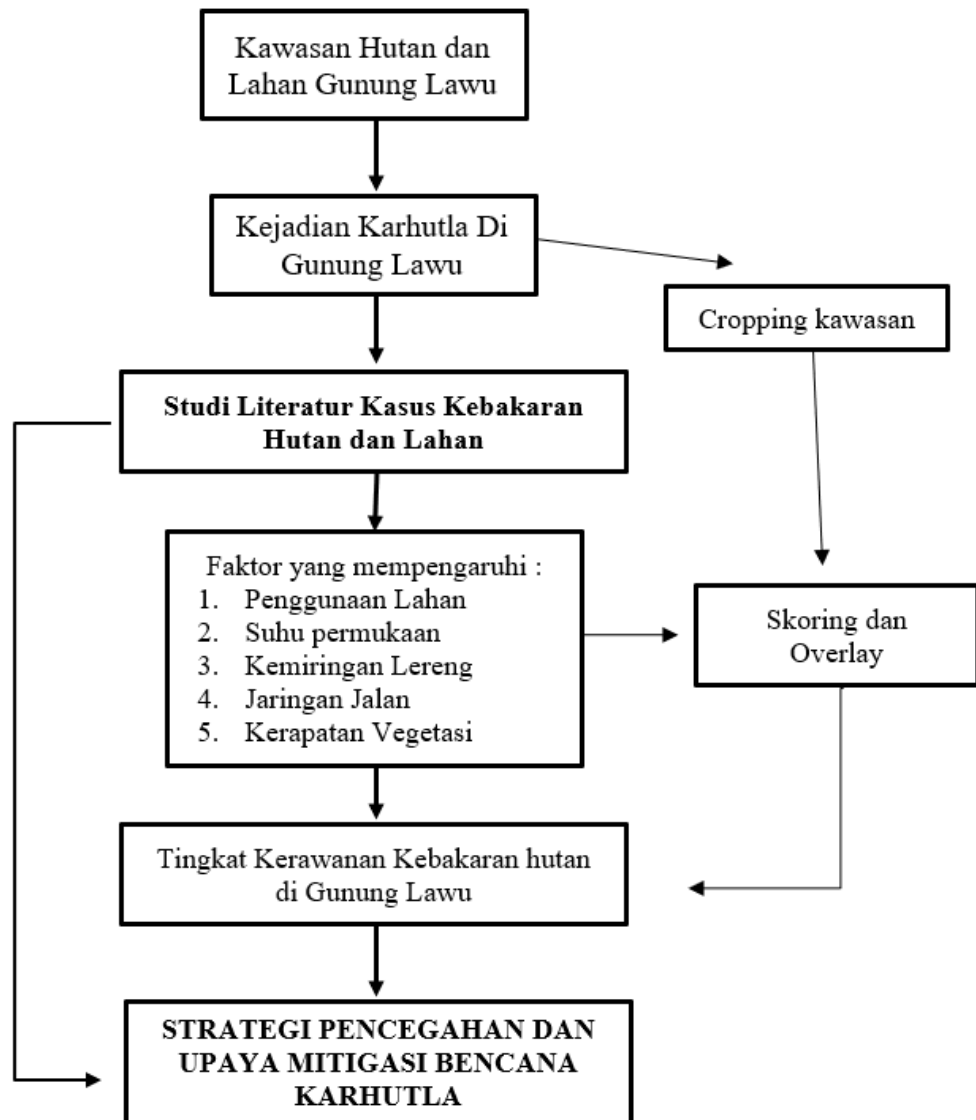 Kawasan Hutan dan
Lahan Gunung Lawu
Kejadian Karhutla Di
Gunung Lawu
Cropping kawasan
Studi Literatur Kasus Kebakaran
Hutan dan Lahan
Faktor yang mempengaruhi :
1. Penggunaan Lahan
2. Suhu permukaan
3. Kemiringan Lereng
4. Jaringan Jalan
5. Kerapatan Vegetasi
Skoring dan
Overlay
Tingkat Kerawanan Kebakaran hutan
di Gunung Lawu
STRATEGI PENCEGAHAN DAN
UPAYA MITIGASI BENCANA
KARHUTLA